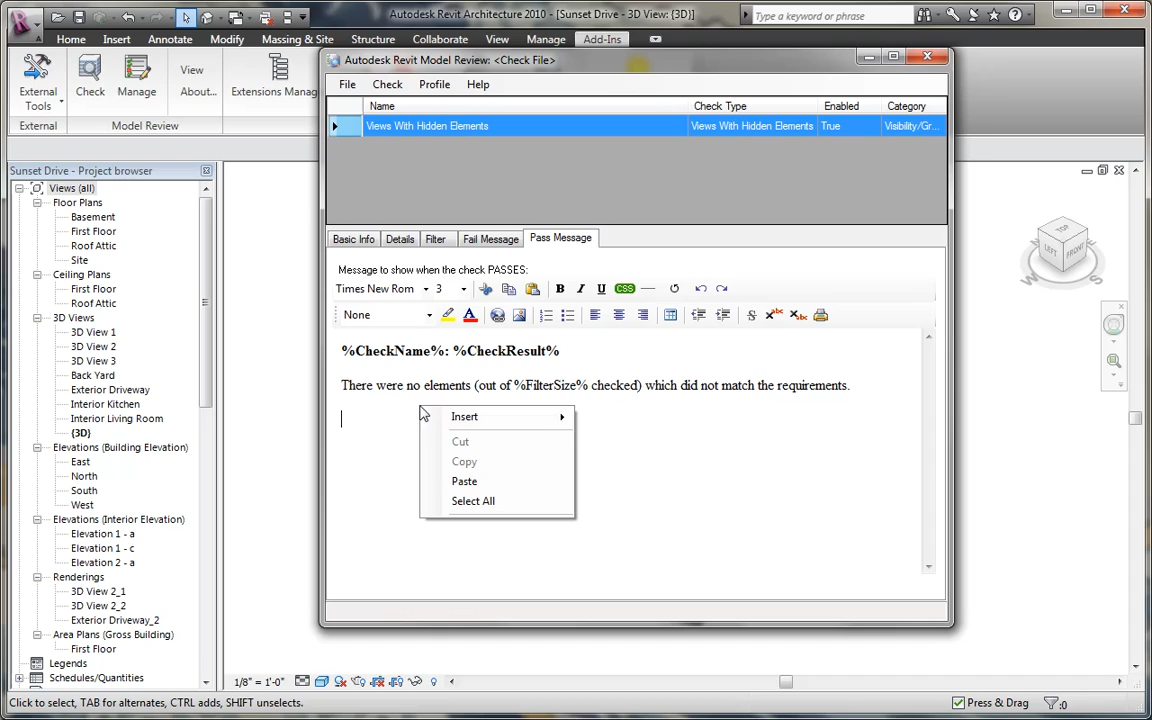 Autodesk Revit Architecture 2010 - [Sunset Drive - 3D View: {3D}]
Type a keyword or phrase
Home
Insert
Annotate
Modify
Massing & Site
Structure
Collaborate
View
Manage
Add-Ins
External
Tools
Check
Manage
View
About...
Extensions Manag
External
Model Review
Autodesk Revit Model Review: <Check File>
File
Check
Profile
Help
Name
Check Type
Enabled
Category
Views With Hidden Elements
Views With Hidden Elements
True
Visibility/Gr...
Basic Info
Details
Filter
Fail Message
Pass Message
Message to show when the check PASSES:
Times New Rom
3
B
I
U
CSS
None
%CheckName%: %CheckResult%
There were no elements (out of %FilterSize% checked) which did not match the requirements.
Insert
Cut
Copy
Paste
Select All
Sunset Drive - Project browser
Views (all)
Floor Plans
Basement
First Floor
Roof Attic
Site
Ceiling Plans
First Floor
Roof Attic
3D Views
3D View 1
3D View 2
3D View 3
Back Yard
Exterior Driveway
Interior Kitchen
Interior Living Room
{3D}
Elevations (Building Elevation)
East
North
South
West
Elevations (Interior Elevation)
Elevation 1 - a
Elevation 1 - c
Elevation 2 - a
Renderings
3D View 2_1
3D View 2_2
Exterior Driveway_2
Area Plans (Gross Building)
First Floor
Legends
Schedules/Quantities
TOP
LEFT
FRONT
1/8" = 1'-0"
Click to select, TAB for alternates, CTRL adds, SHIFT unselects.
Press & Drag
:0